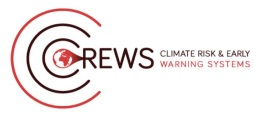 CREWS
CLIMATE RISK & EARLY
WARNING SYSTEMS